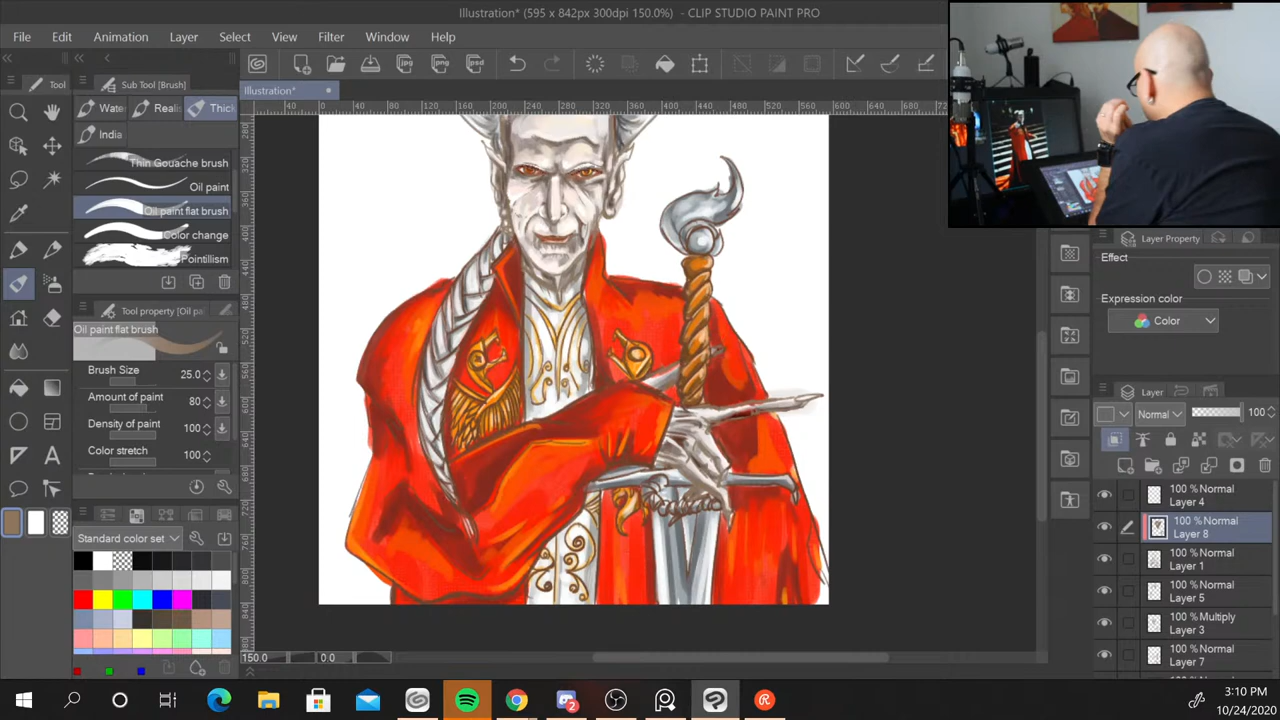 Illustration* (595 x 842px 300dpi 150.0%) - CLIP STUDIO PAINT PRO
File Edit Animation Layer Select View Filter Window Help
Tool
Sub Tool [Brush]
Illustration*
Wate Reali Thick
India
Thin Gouache brush
Oil paint
Oil paint flat brush
Color change
Pointilism
Tool property [Oil pa
Oil paint flat brush
Brush Size 25.0
Amount of paint 80
Density of paint 100
Color stretch 100
Standard color set
150.0 0.0
Layer Property
Effect
Expression color
Color
Layer
Normal 100
100 % Normal
Layer 4
100 % Normal
Layer 8
100 % Normal
Layer 1
100 % Normal
Layer 5
100 % Multiply
Layer 3
100 % Normal
Layer 7
3:10 PM
10/24/2020